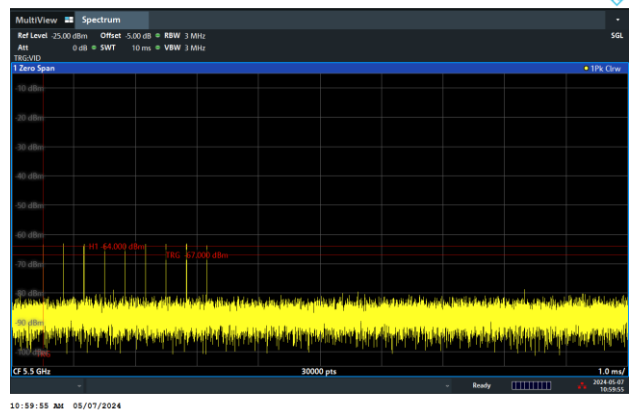 MultiView Spectrum
Ref Level -25.00 dBm Offset -5.00 dB RBW 3 MHz SGL
Att 0 dB SWT 10 ms VBW 3 MHz
TRG:VID
1 Zero Span 1Pk Clrw
-10 dBm
-20 dBm
-30 dBm
-40 dBm
-50 dBm
-60 dBm
HT -64.000 dBm
TRG -67.000 dBm
-70 dBm
-80 dBm
-90 dBm
CF 5.5 GHz 30000 pts 1.0 ms/
Ready 2024-05-07
10:59:55
10:59:55 AM 05/07/2024